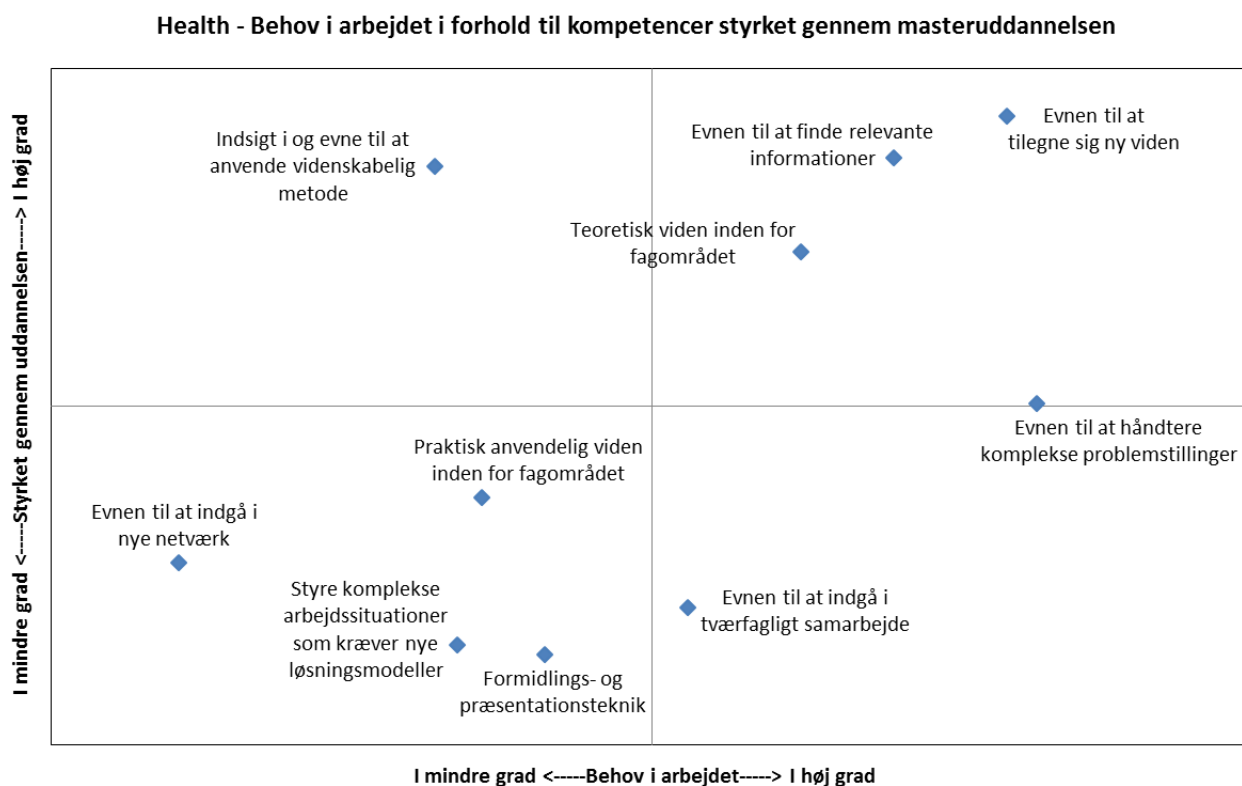 Health - Behov i arbejdet i forhold til kompetencer styrket gennem masteruddannelsen
I mindre grad <-----Styrket gennem uddannelsen-----> I høj grad
Indsigt i og evne til at
anvende videnskabelig
metode
Evnen til at finde relevante
informationer
Evnen til at
tilegne sig ny viden
Teoretisk viden inden for
fagområdet
Evnen til at håndtere
komplekse problemstillinger
Praktisk anvendelig viden
inden for fagområdet
Evnen til at indgå i
nye netværk
Styre komplekse
arbejdssituationer
som kræver nye
løsningsmodeller
Formidlings- og
præsentationsteknik
Evnen til at indgå i
tværfagligt samarbejde
I mindre grad <-----Behov i arbejdet-----> I høj grad